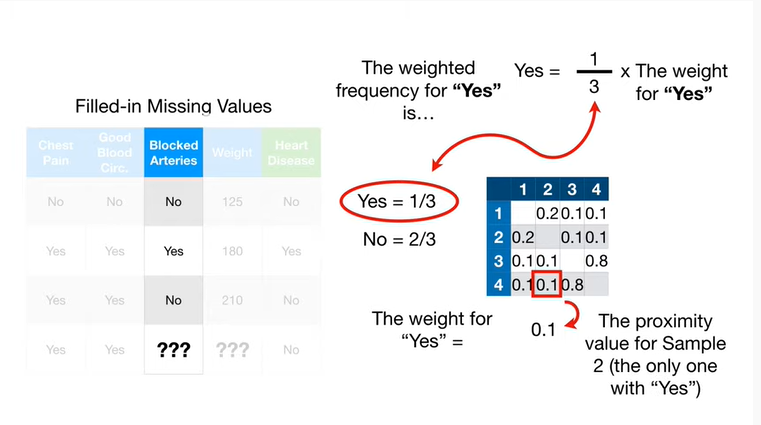 The weighted
frequency for “Yes”
is…
Yes = 1/3 x The weight
for “Yes”
Filled-in Missing Values
Chest Pain Good Blood Circ. Blocked Arteries Weight Heart Disease
No No No 125 No
Yes Yes Yes 180 Yes
Yes Yes No 210 No
Yes Yes ??? ??? No
Yes = 1/3
No = 2/3
1 2 3 4
1 0.2 0.1 0.1
2 0.2 0.1 0.1
3 0.1 0.1 0.8
4 0.1 0.1 0.8
The weight for
“Yes” =
0.1
The proximity
value for Sample
2 (the only one
with “Yes”)